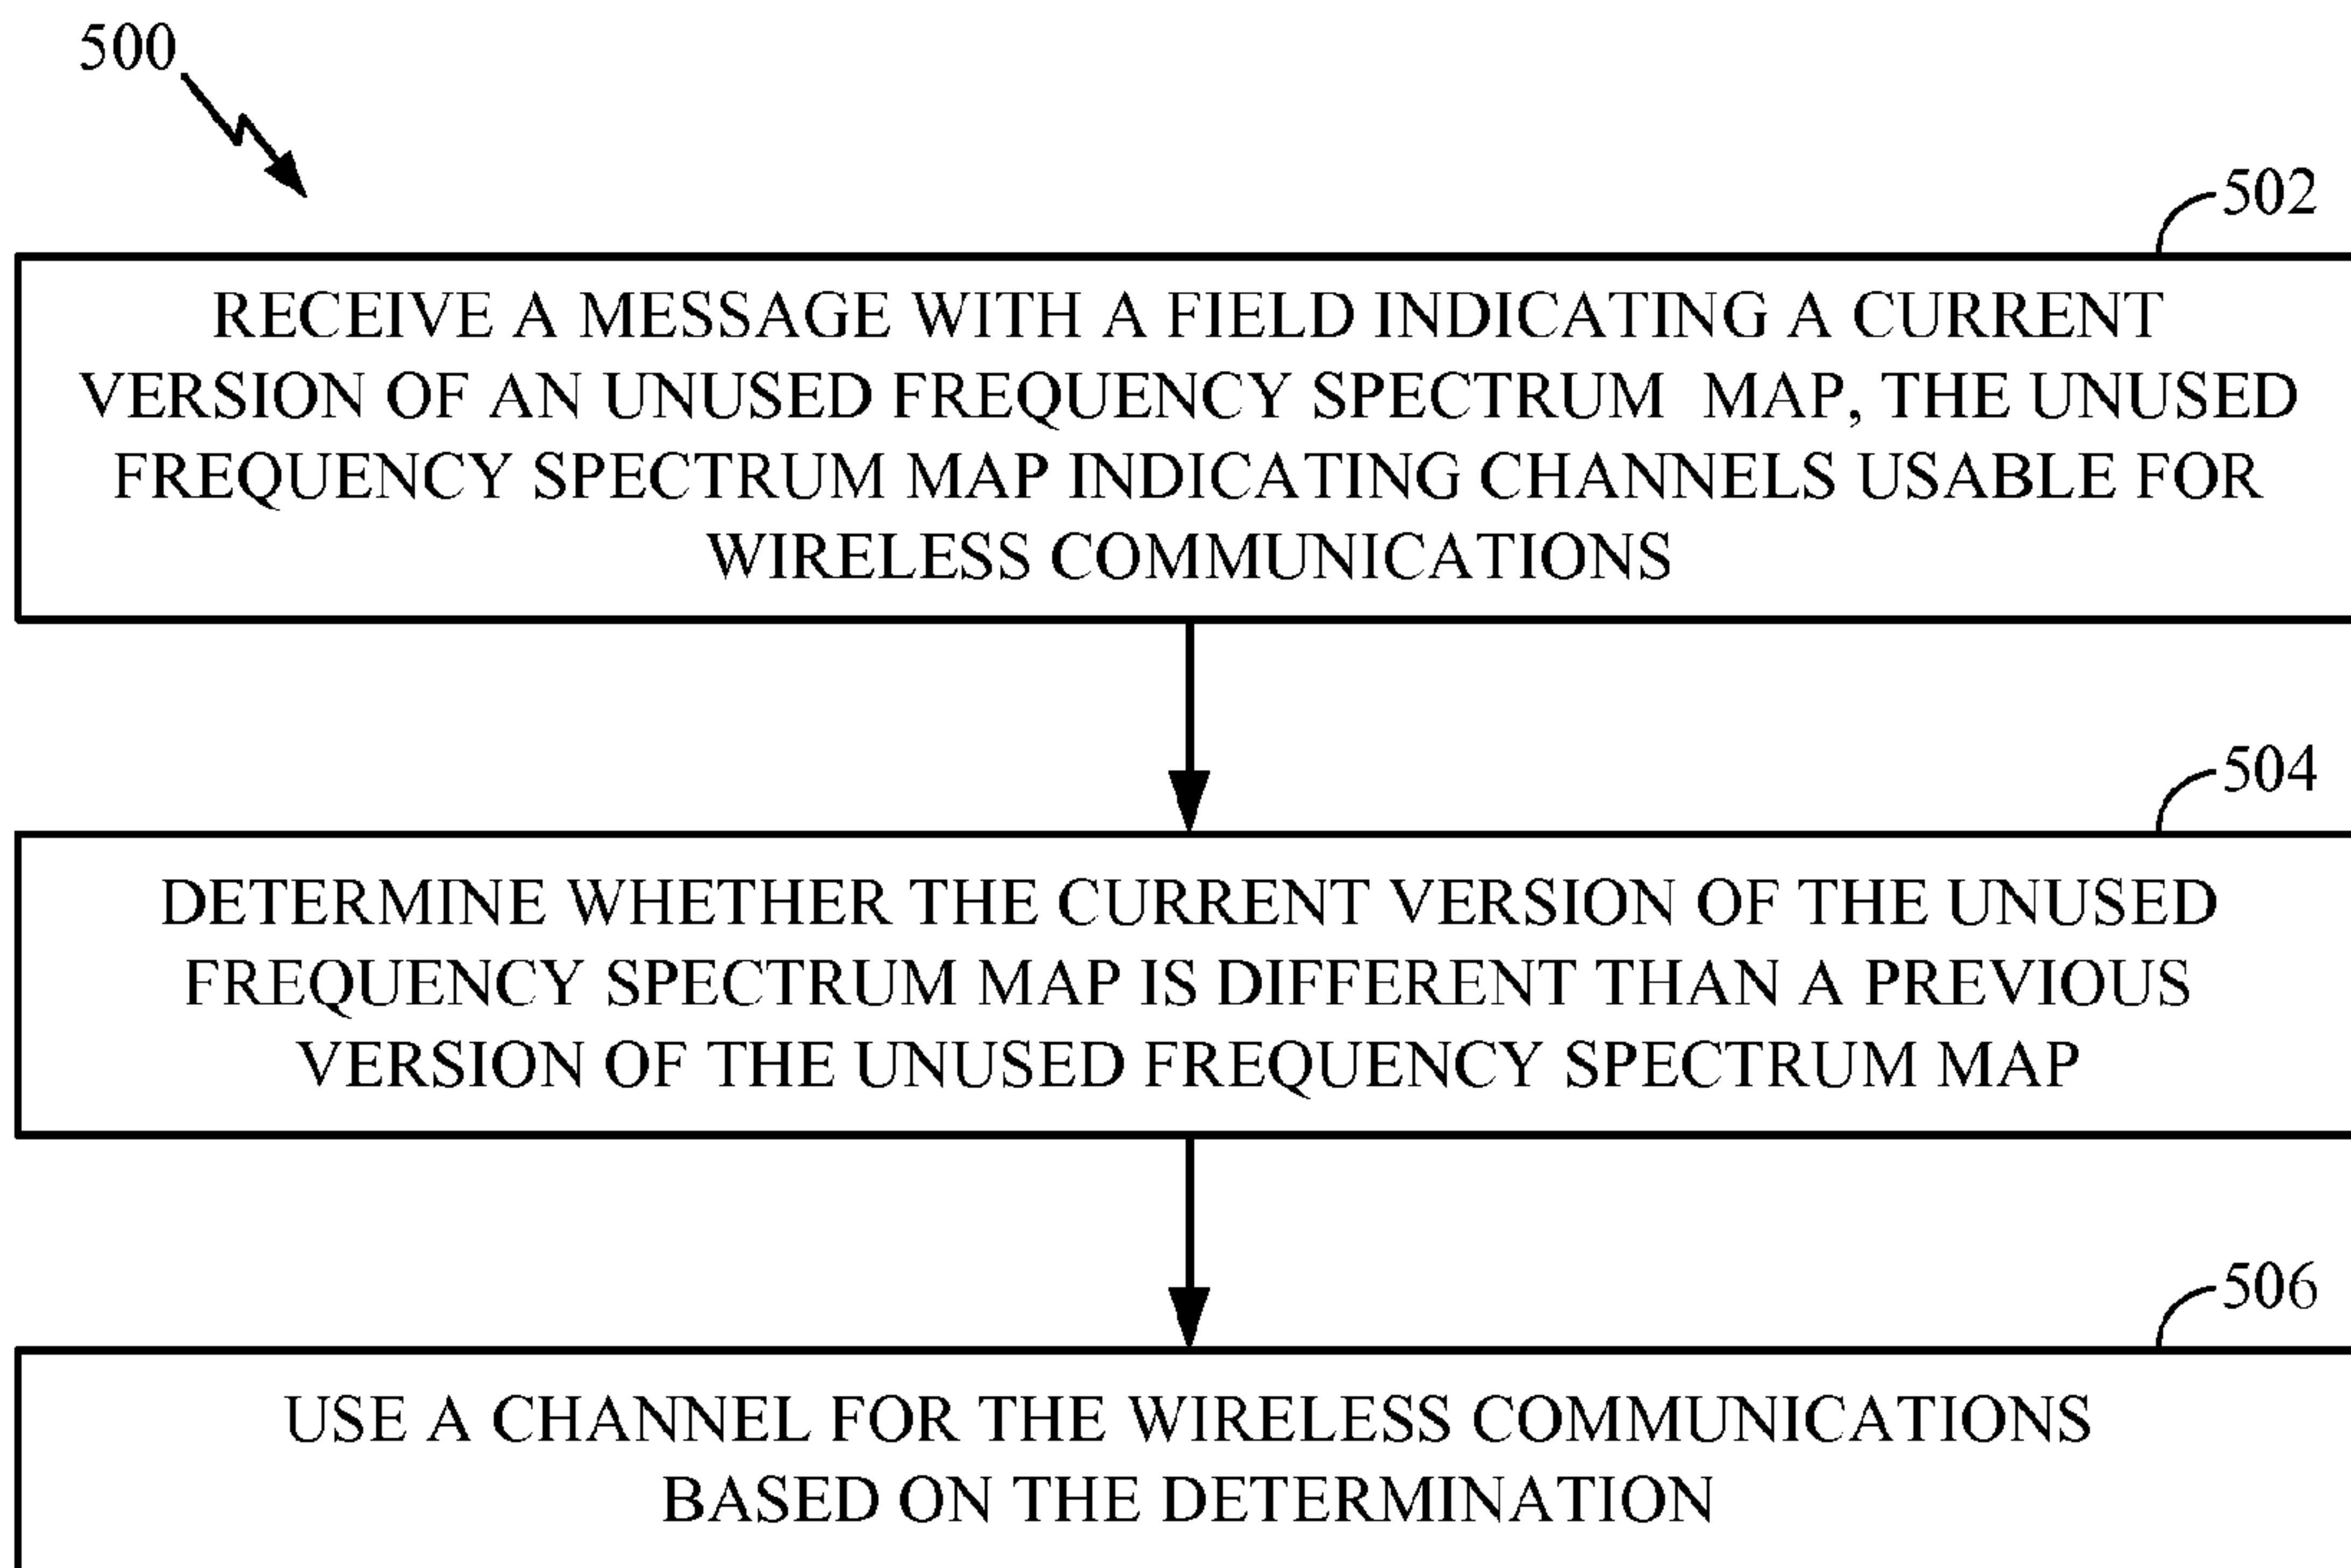 500
502
RECEIVE A MESSAGE WITH A FIELD INDICATING A CURRENT
VERSION OF AN UNUSED FREQUENCY SPECTRUM MAP, THE UNUSED
FREQUENCY SPECTRUM MAP INDICATING CHANNELS USABLE FOR
WIRELESS COMMUNICATIONS
504
DETERMINE WHETHER THE CURRENT VERSION OF THE UNUSED
FREQUENCY SPECTRUM MAP IS DIFFERENT THAN A PREVIOUS
VERSION OF THE UNUSED FREQUENCY SPECTRUM MAP
506
USE A CHANNEL FOR THE WIRELESS COMMUNICATIONS
BASED ON THE DETERMINATION